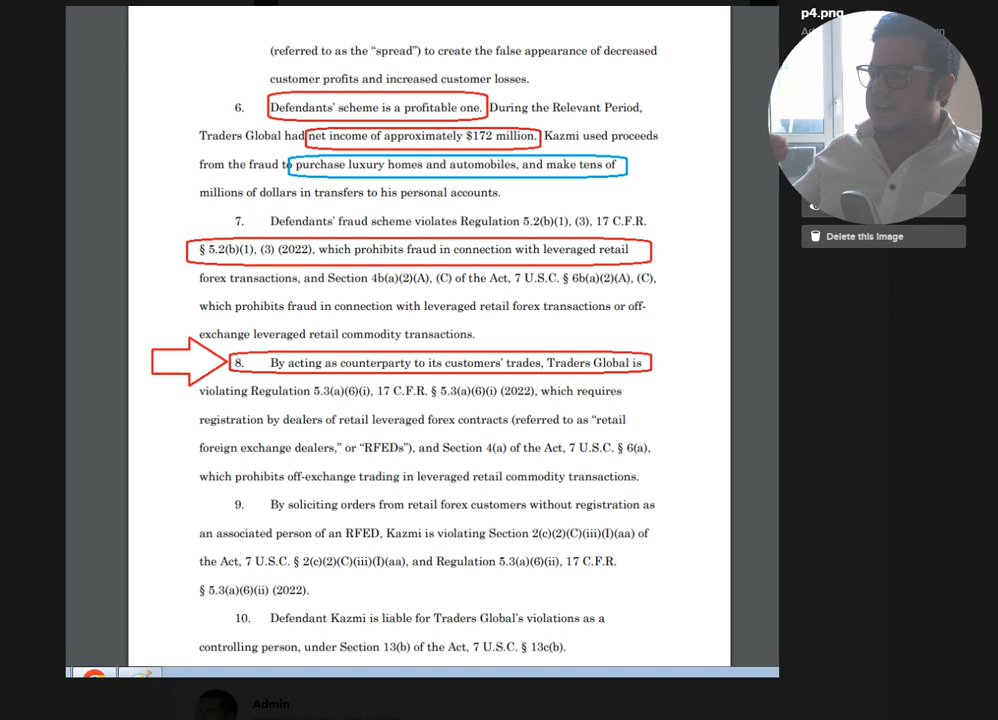 p4.png
(referred to as the “spread”) to create the false appearance of decreased
customer profits and increased customer losses.
6. Defendants’ scheme is a profitable one. During the Relevant Period,
Traders Global had net income of approximately $172 million. Kazmi used proceeds
from the fraud to purchase luxury homes and automobiles, and make tens of
millions of dollars in transfers to his personal accounts.
7. Defendants’ fraud scheme violates Regulation 5.2(b)(1), (3), 17 C.F.R.
§ 5.2(b)(1), (3) (2022), which prohibits fraud in connection with leveraged retail
forex transactions, and Section 4b(a)(2)(A), (C) of the Act, 7 U.S.C. § 6b(a)(2)(A), (C),
which prohibits fraud in connection with leveraged retail forex transactions or off-
exchange leveraged retail commodity transactions.
8. By acting as counterparty to its customers’ trades, Traders Global is
violating Regulation 5.3(a)(6)(i), 17 C.F.R. § 5.3(a)(6)(i) (2022), which requires
registration by dealers of retail leveraged forex contracts (referred to as “retail
foreign exchange dealers,” or “RFEDs”), and Section 4(a) of the Act, 7 U.S.C. § 6(a),
which prohibits off-exchange trading in leveraged retail commodity transactions.
9. By soliciting orders from retail forex customers without registration as
an associated person of an RFED, Kazmi is violating Section 2(c)(2)(C)(iii)(I)(aa) of
the Act, 7 U.S.C. § 2(c)(2)(C)(iii)(I)(aa), and Regulation 5.3(a)(6)(ii), 17 C.F.R.
§ 5.3(a)(6)(ii) (2022).
10. Defendant Kazmi is liable for Traders Global’s violations as a
controlling person, under Section 13(b) of the Act, 7 U.S.C. § 13c(b).
Delete this image
Admin